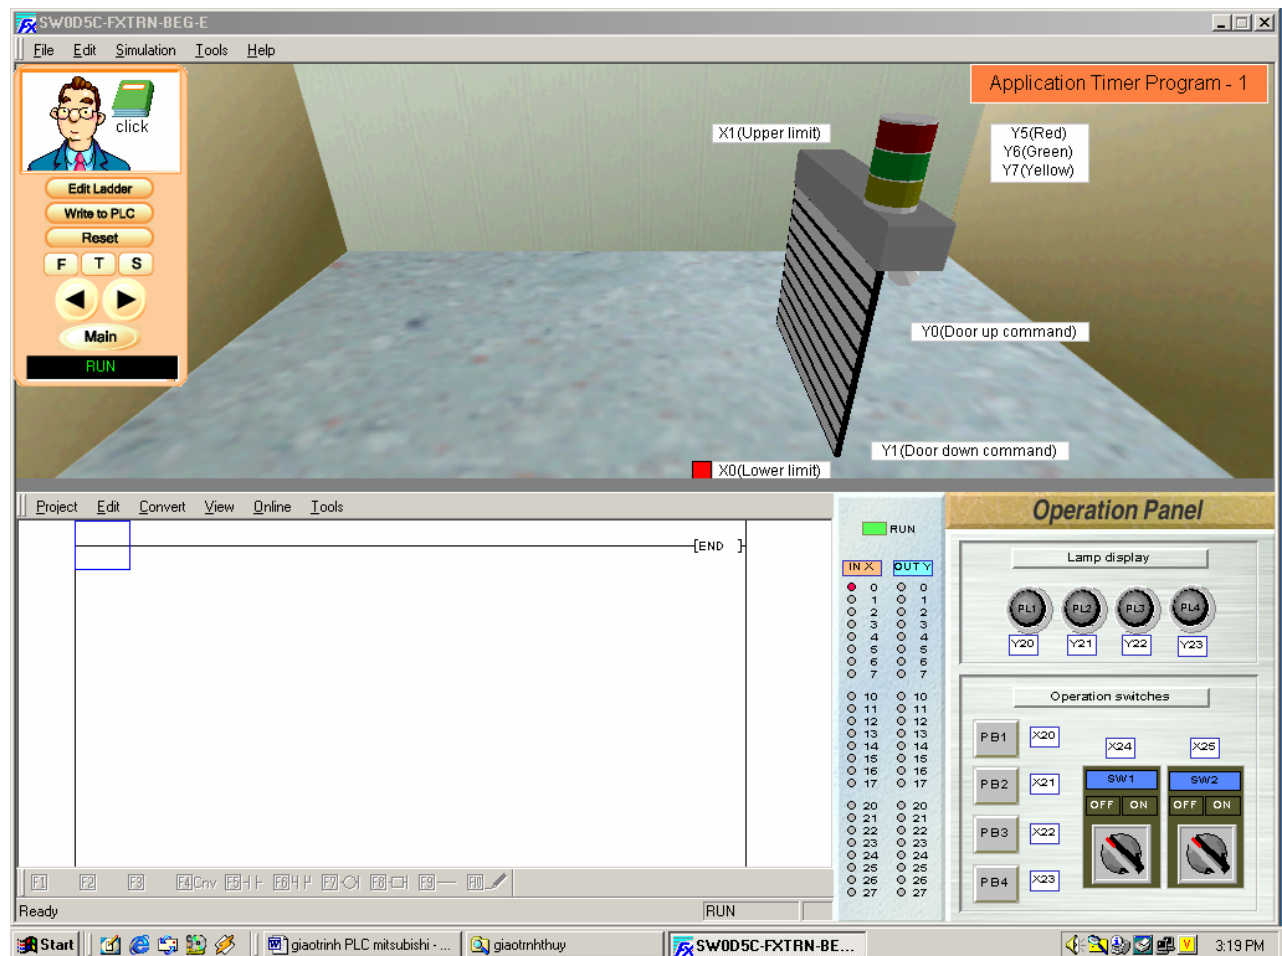 SW0D5C-FXTRN-BEG-E
File Edit Simulation Tools Help
click
Edit Ladder
Write to PLC
Reset
F T S
Main
RUN
Application Timer Program - 1
X1(Upper limit)
Y5(Red)
Y6(Green)
Y7(Yellow)
Y0(Door up command)
Y1(Door down command)
X0(Lower limit)
Project Edit Convert View Online Tools
[END ]
F1 F2 F3 F4Cnv F5 F6 F7 F8 F9 F10
Ready RUN
RUN
IN X OUT Y
0 0
1 1
2 2
3 3
4 4
5 5
6 6
7 7
10 10
11 11
12 12
13 13
14 14
15 15
16 16
17 17
20 20
21 21
22 22
23 23
24 24
25 25
26 26
27 27
Operation Panel
Lamp display
PL1 PL2 PL3 PL4
Y20 Y21 Y22 Y23
Operation switches
PB1 X20
PB2 X21
PB3 X22
PB4 X23
X24 X25
SW1 SW2
OFF ON OFF ON
Start giaotrinh PLC mitsubishi - ... giaotrnhthuy SW0D5C-FXTRN-BE... V 3:19 PM